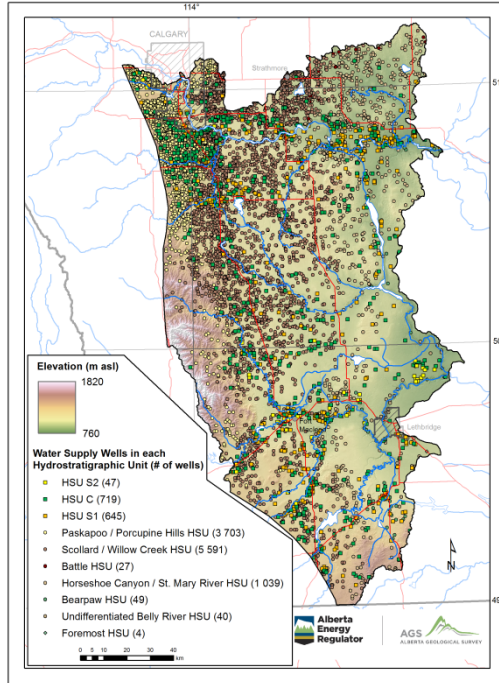 114°
CALGARY
Strathmore
51
50
Elevation (m asl)
1820
760
Lethbridge
Water Supply Wells in each
Hydrostratigraphic Unit (# of wells)
HSU S2 (47)
HSU C (719)
HSU S1 (645)
Paskapoo / Porcupine Hills HSU (3 703)
Scollard / Willow Creek HSU (5 591)
Battle HSU (27)
Horseshoe Canyon / St. Mary River HSU (1 039)
Bearpaw HSU (49)
Undifferentiated Belly River HSU (40)
Foremost HSU (4)
0 10 20 30 40
km
N
49
Alberta
Energy
Regulator
AGS
ALBERTA GEOLOGICAL SURVEY